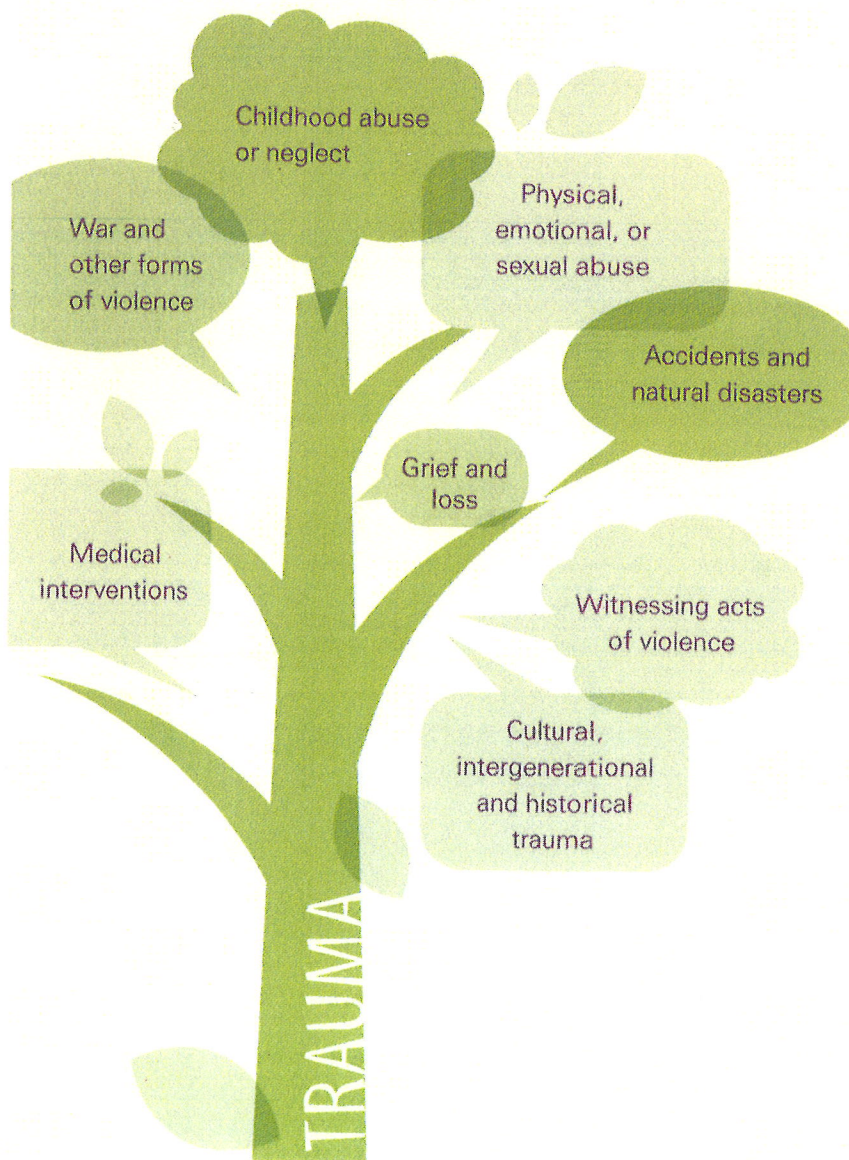 Childhood abuse
or neglect
War and
other forms
of violence
Physical,
emotional, or
sexual abuse
Accidents and
natural disasters
Grief and
loss
Medical
interventions
Witnessing acts
of violence
Cultural,
intergenerational
and historical
trauma
TRAUMA